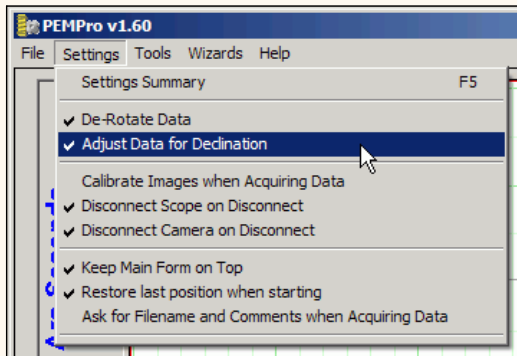 PEMPro v1.60
File Settings Tools Wizards Help
Settings Summary F5
De-Rotate Data
Adjust Data for Declination
Calibrate Images when Acquiring Data
Disconnect Scope on Disconnect
Disconnect Camera on Disconnect
Keep Main Form on Top
Restore last position when starting
Ask for Filename and Comments when Acquiring Data